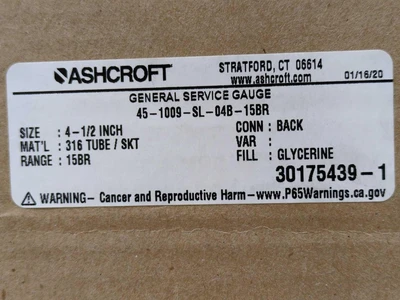 ASHCROFT
STRATFORD, CT 06614
www.ashcroft.com
01/16/20
GENERAL SERVICE GAUGE
45-1009-SL-04B-15BR
SIZE : 4-1/2 INCH
MAT'L : 316 TUBE / SKT
RANGE : 15BR
CONN : BACK
VAR :
FILL : GLYCERINE
30175439-1
WARNING- Cancer and Reproductive Harm-www.P65Warnings.ca.gov